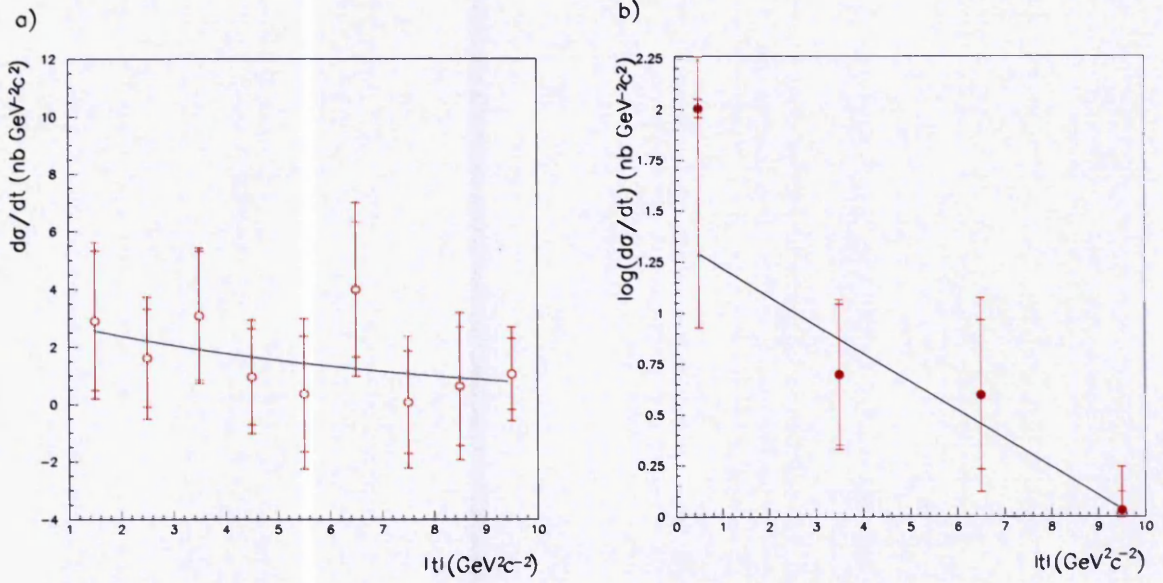 a)
dσ/dt (nb GeV⁻²c²)
12
10
8
6
4
2
0
−2
−4
1 2 3 4 5 6 7 8 9 10
|t| (GeV²c⁻²)
b)
log(dσ/dt) (nb GeV⁻²c²)
2.25
2
1.75
1.5
1.25
1
0.75
0.5
0.25
0
0 1 2 3 4 5 6 7 8 9 10
|t| (GeV²c⁻²)